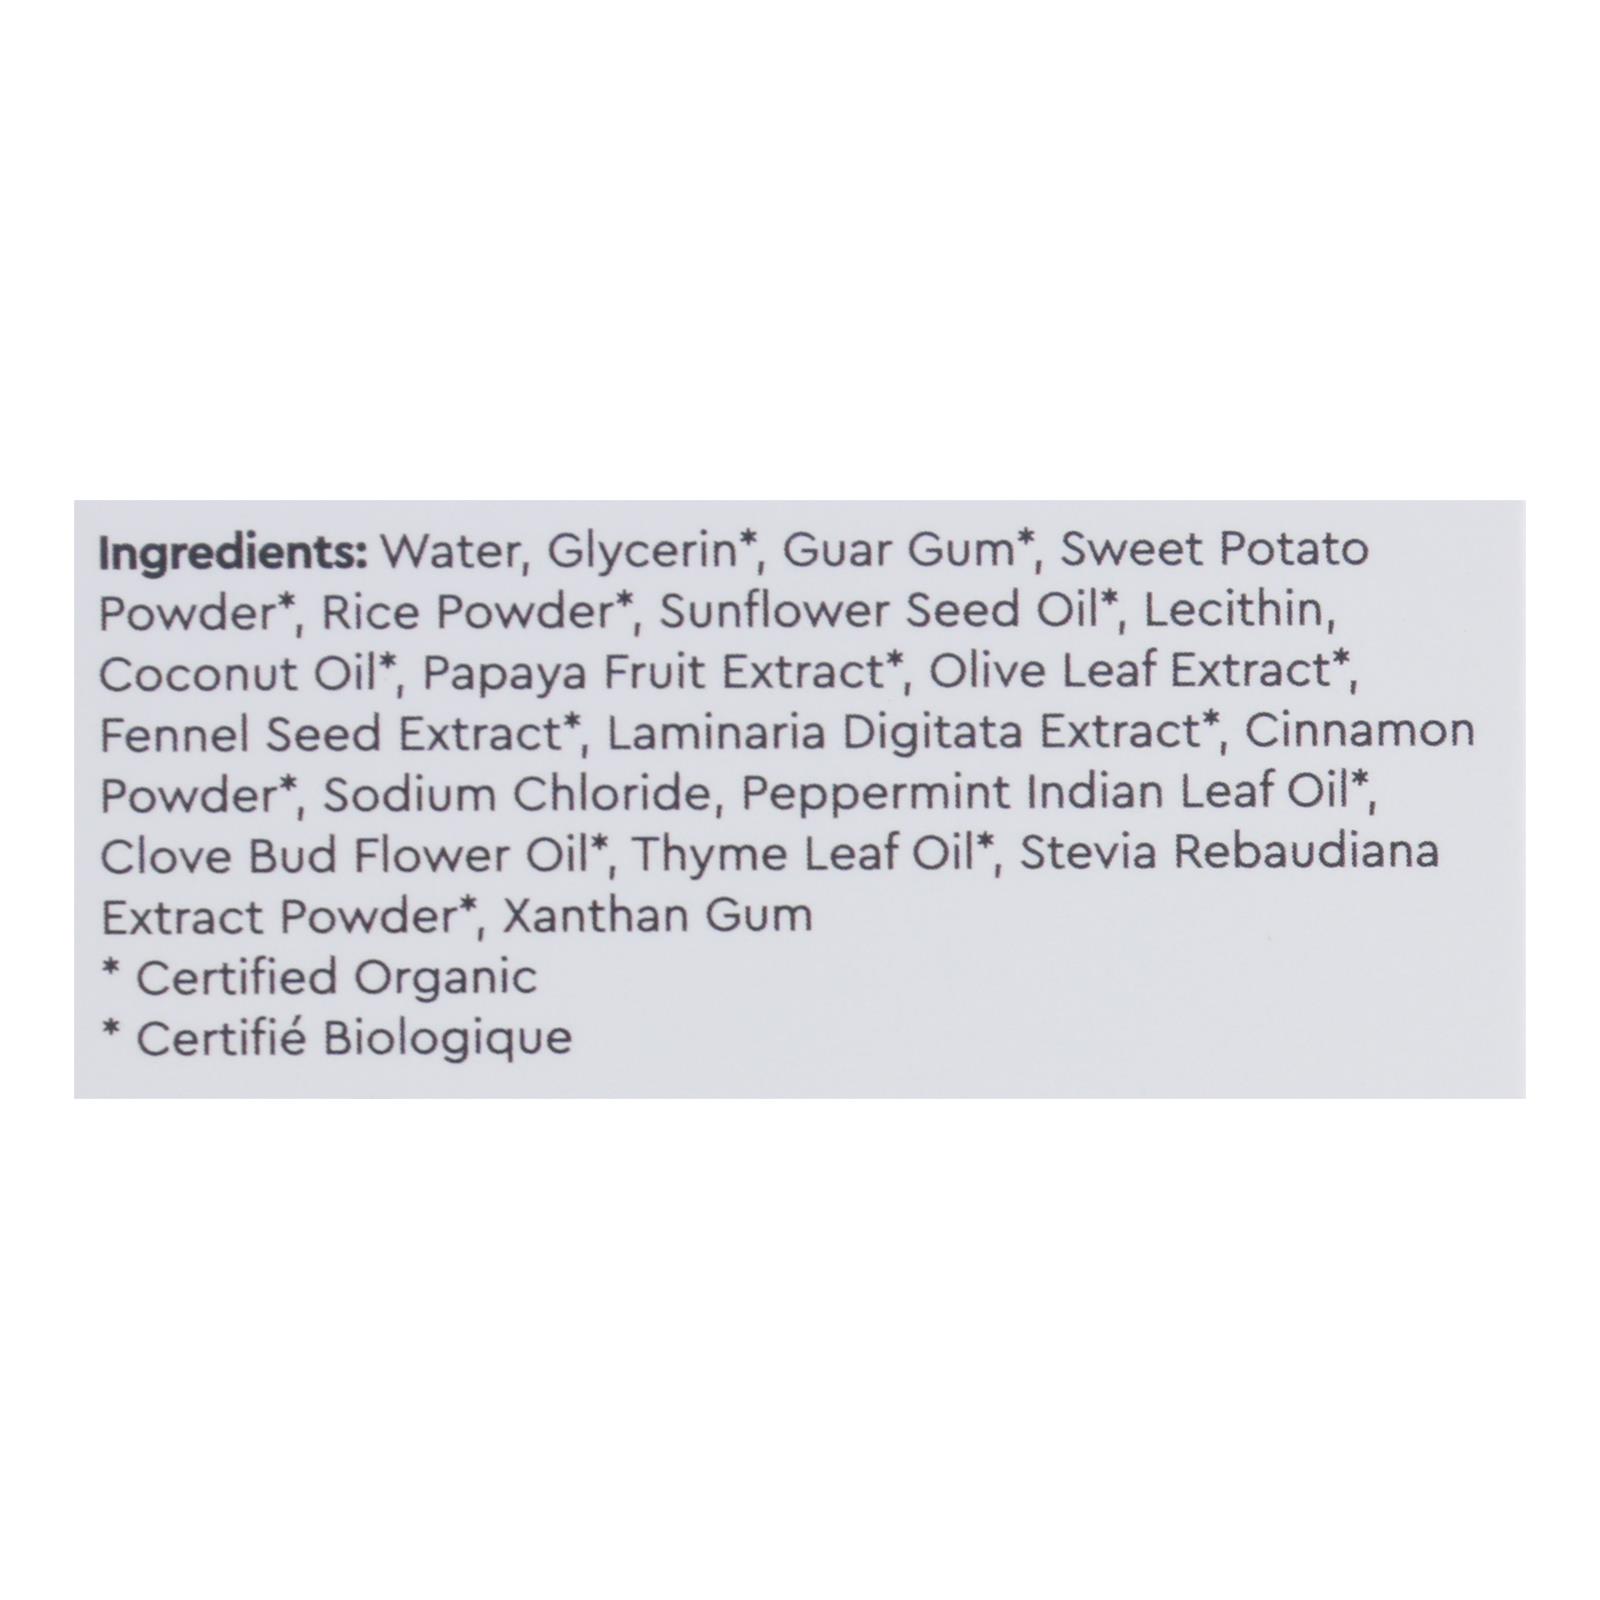 Ingredients: Water, Glycerin*, Guar Gum*, Sweet Potato
Powder*, Rice Powder*, Sunflower Seed Oil*, Lecithin,
Coconut Oil*, Papaya Fruit Extract*, Olive Leaf Extract*,
Fennel Seed Extract*, Laminaria Digitata Extract*, Cinnamon
Powder*, Sodium Chloride, Peppermint Indian Leaf Oil*,
Clove Bud Flower Oil*, Thyme Leaf Oil*, Stevia Rebaudiana
Extract Powder*, Xanthan Gum
* Certified Organic
* Certifié Biologique